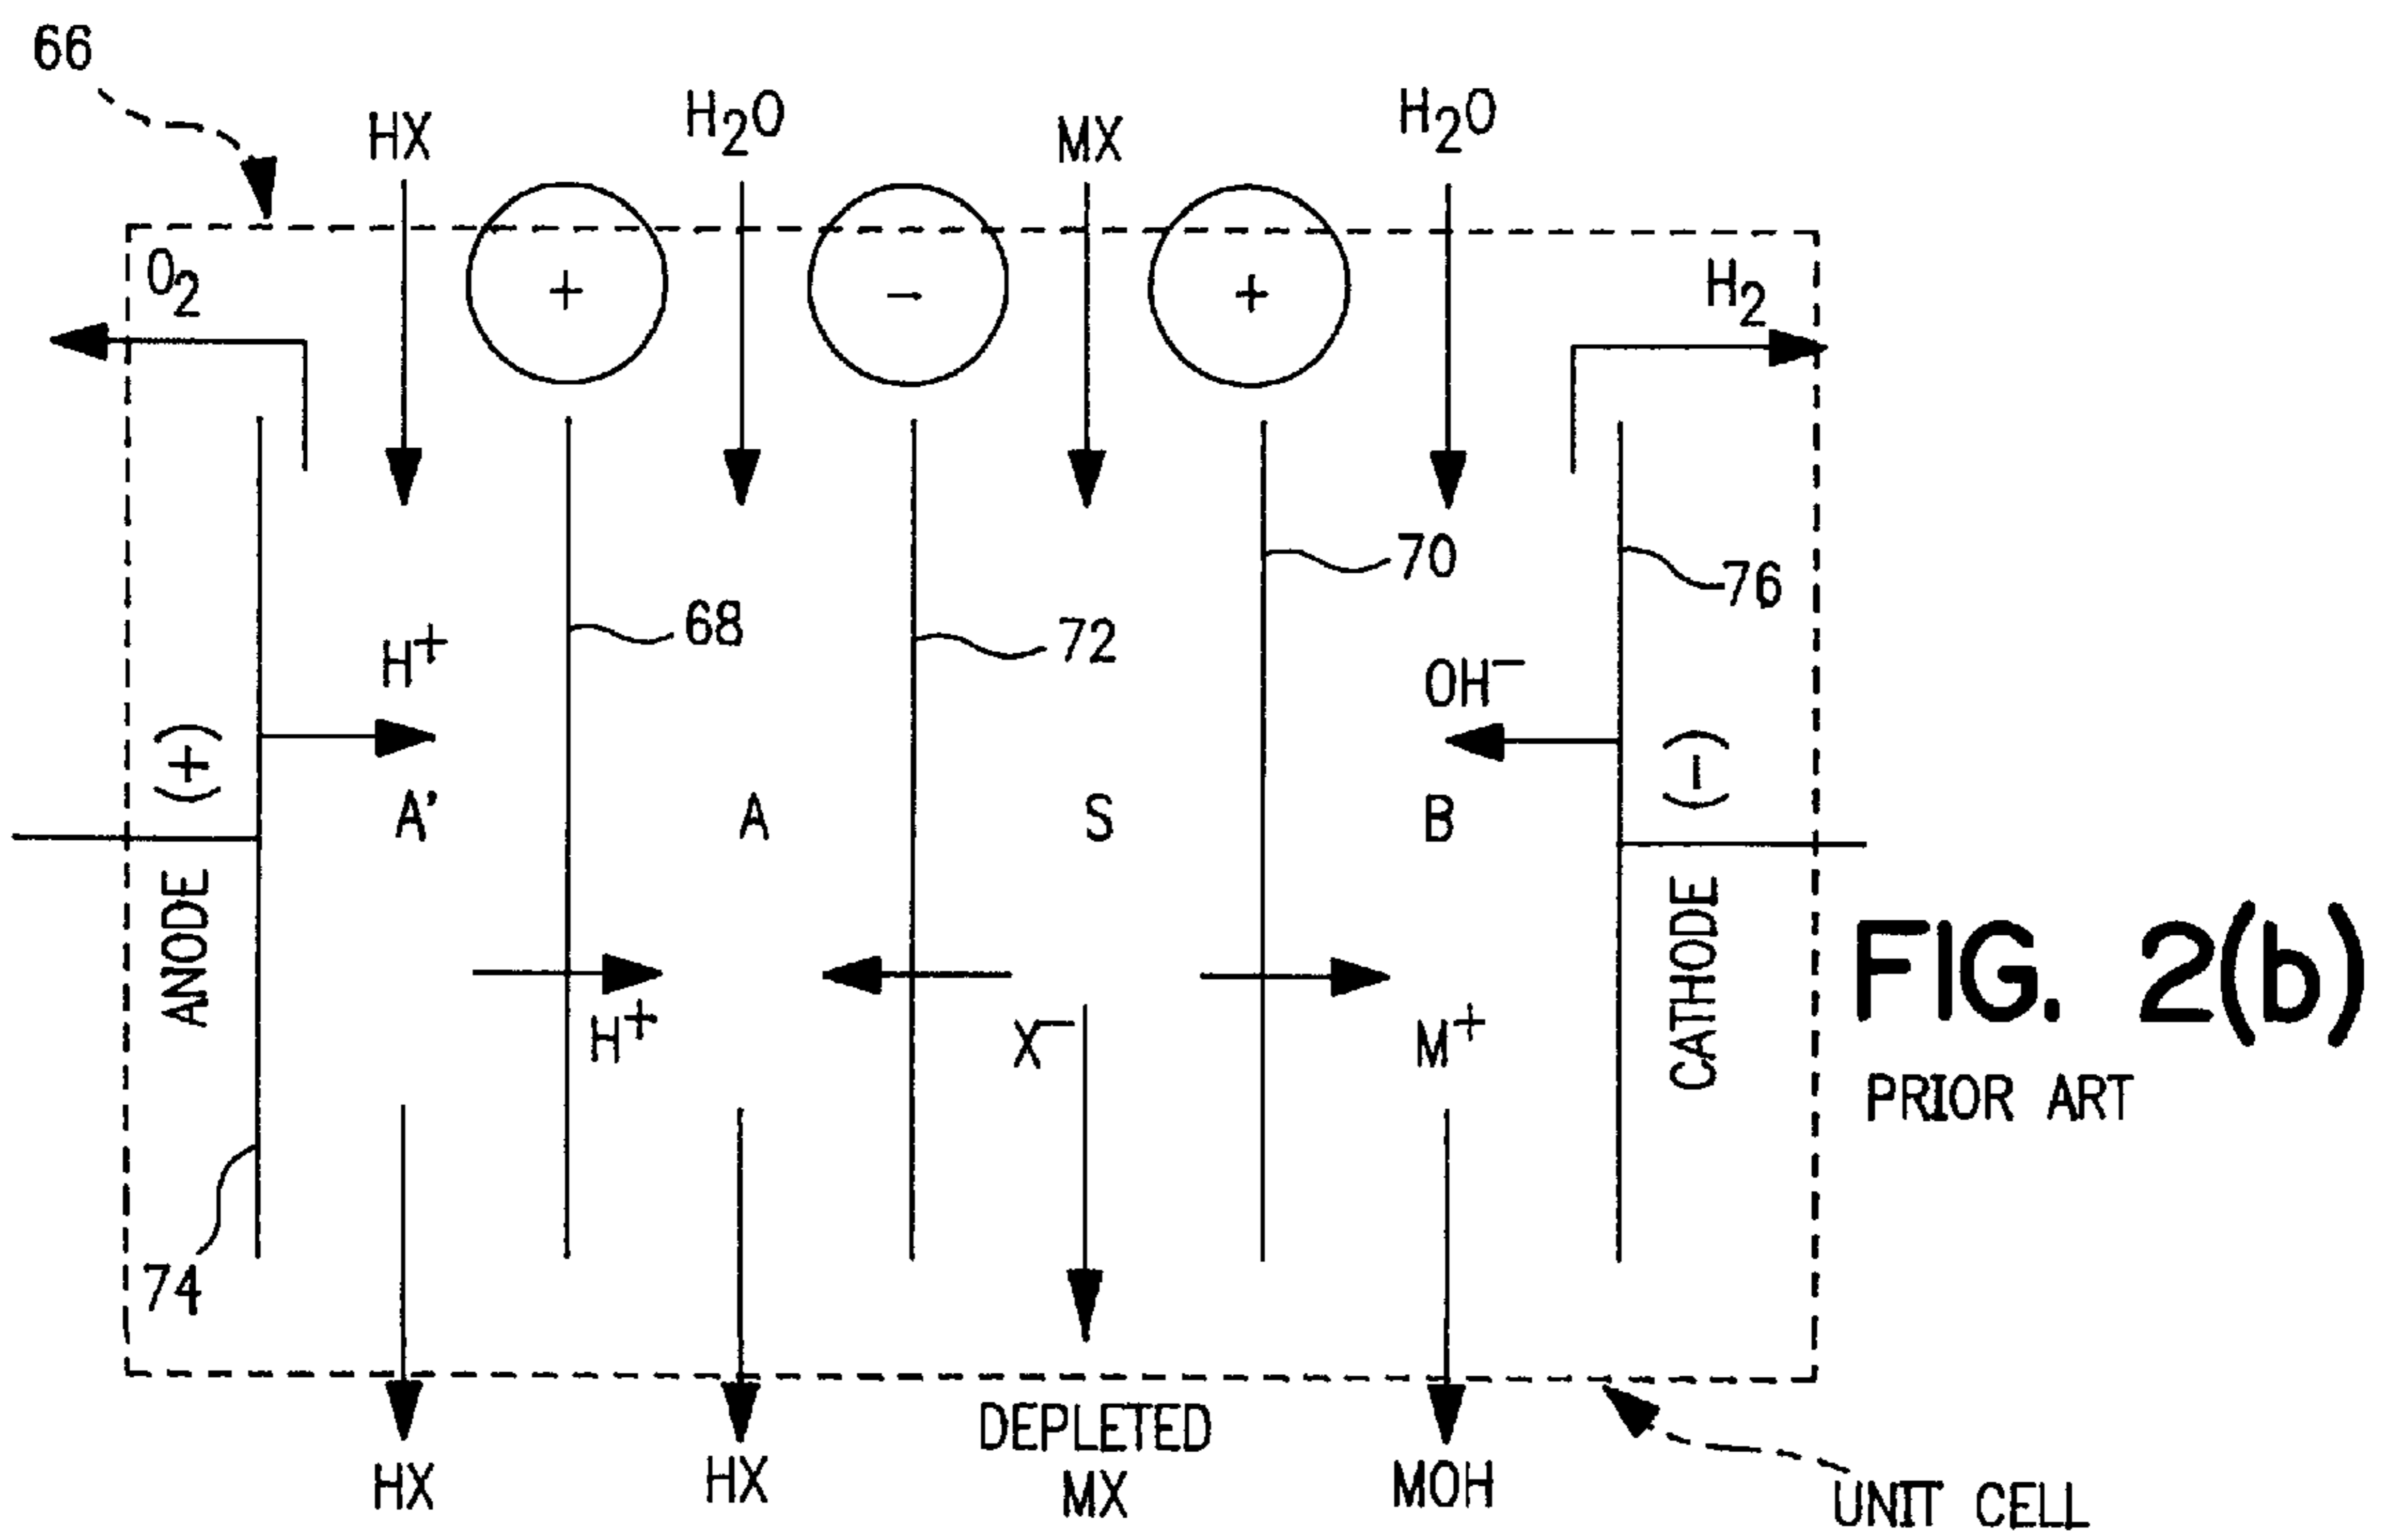 66
HX
H2O
MX
H2O
O2
+
-
+
H2
70
76
68
72
H+
OH-
(+)
(-)
A'
A
S
B
ANODE
CATHODE
H+
X-
M+
FIG. 2(b)
PRIOR ART
74
HX
HX
DEPLETED
MX
MOH
UNIT CELL